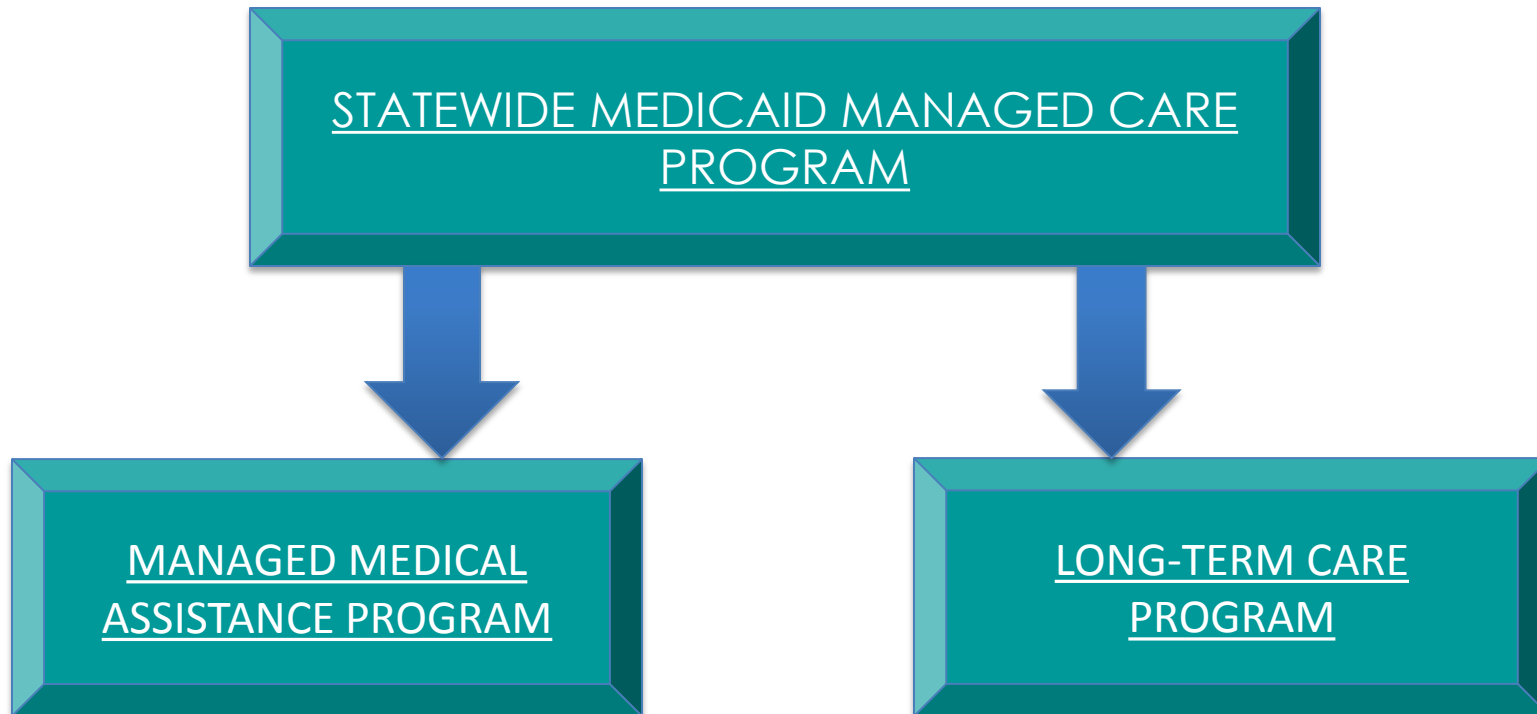 STATEWIDE MEDICAID MANAGED CARE
PROGRAM
MANAGED MEDICAL
ASSISTANCE PROGRAM
LONG-TERM CARE
PROGRAM